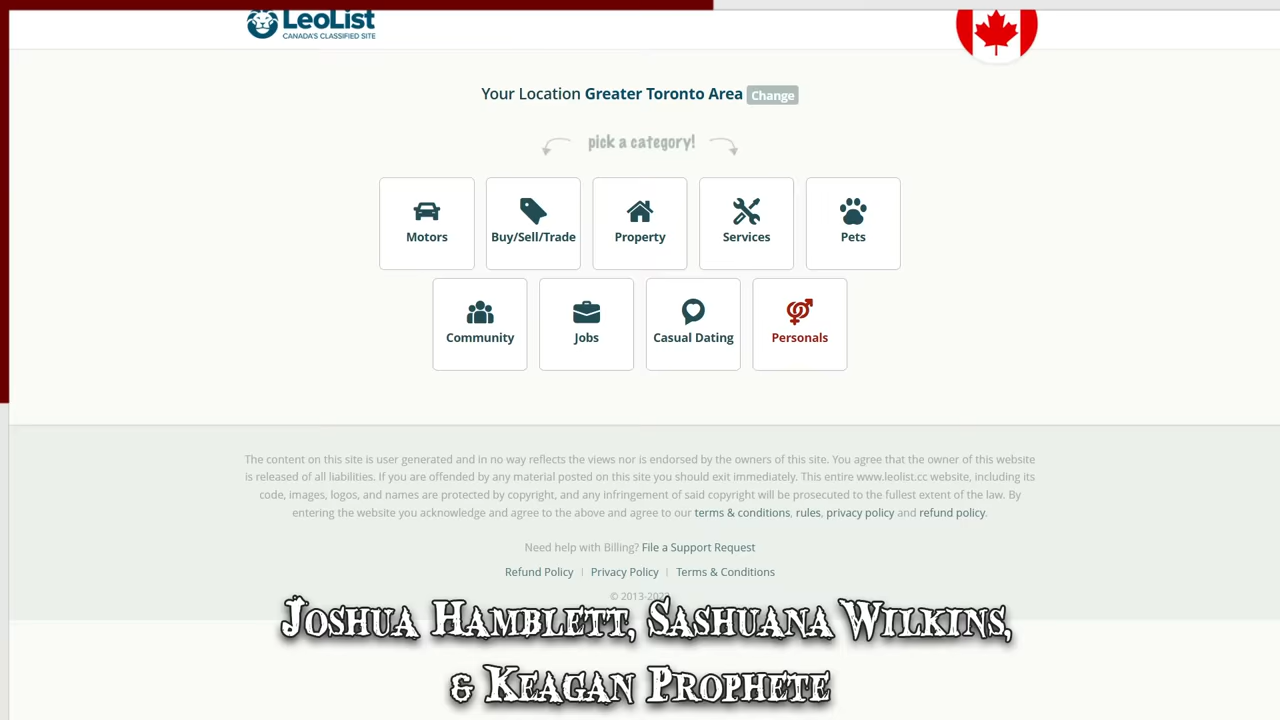 LeoList
CANADA'S CLASSIFIED SITE
Your Location Greater Toronto Area Change
pick a category!
Motors Buy/Sell/Trade Property Services Pets
Community Jobs Casual Dating Personals
The content on this site is user generated and in no way reflects the views nor is endorsed by the owners of this site. You agree that the owner of this website
is released of all liabilities. If you are offended by any material posted on this site you should exit immediately. This entire www.leolist.cc website, including its
code, images, logos, and names are protected by copyright, and any infringement of said copyright will be prosecuted to the fullest extent of the law. By
entering the website you acknowledge and agree to the above and agree to our terms & conditions, rules, privacy policy and refund policy.
Need help with Billing? File a Support Request
Refund Policy | Privacy Policy | Terms & Conditions
© 2013-
Joshua Hamblett, Sashuana Wilkins,
& Keagan Prophete